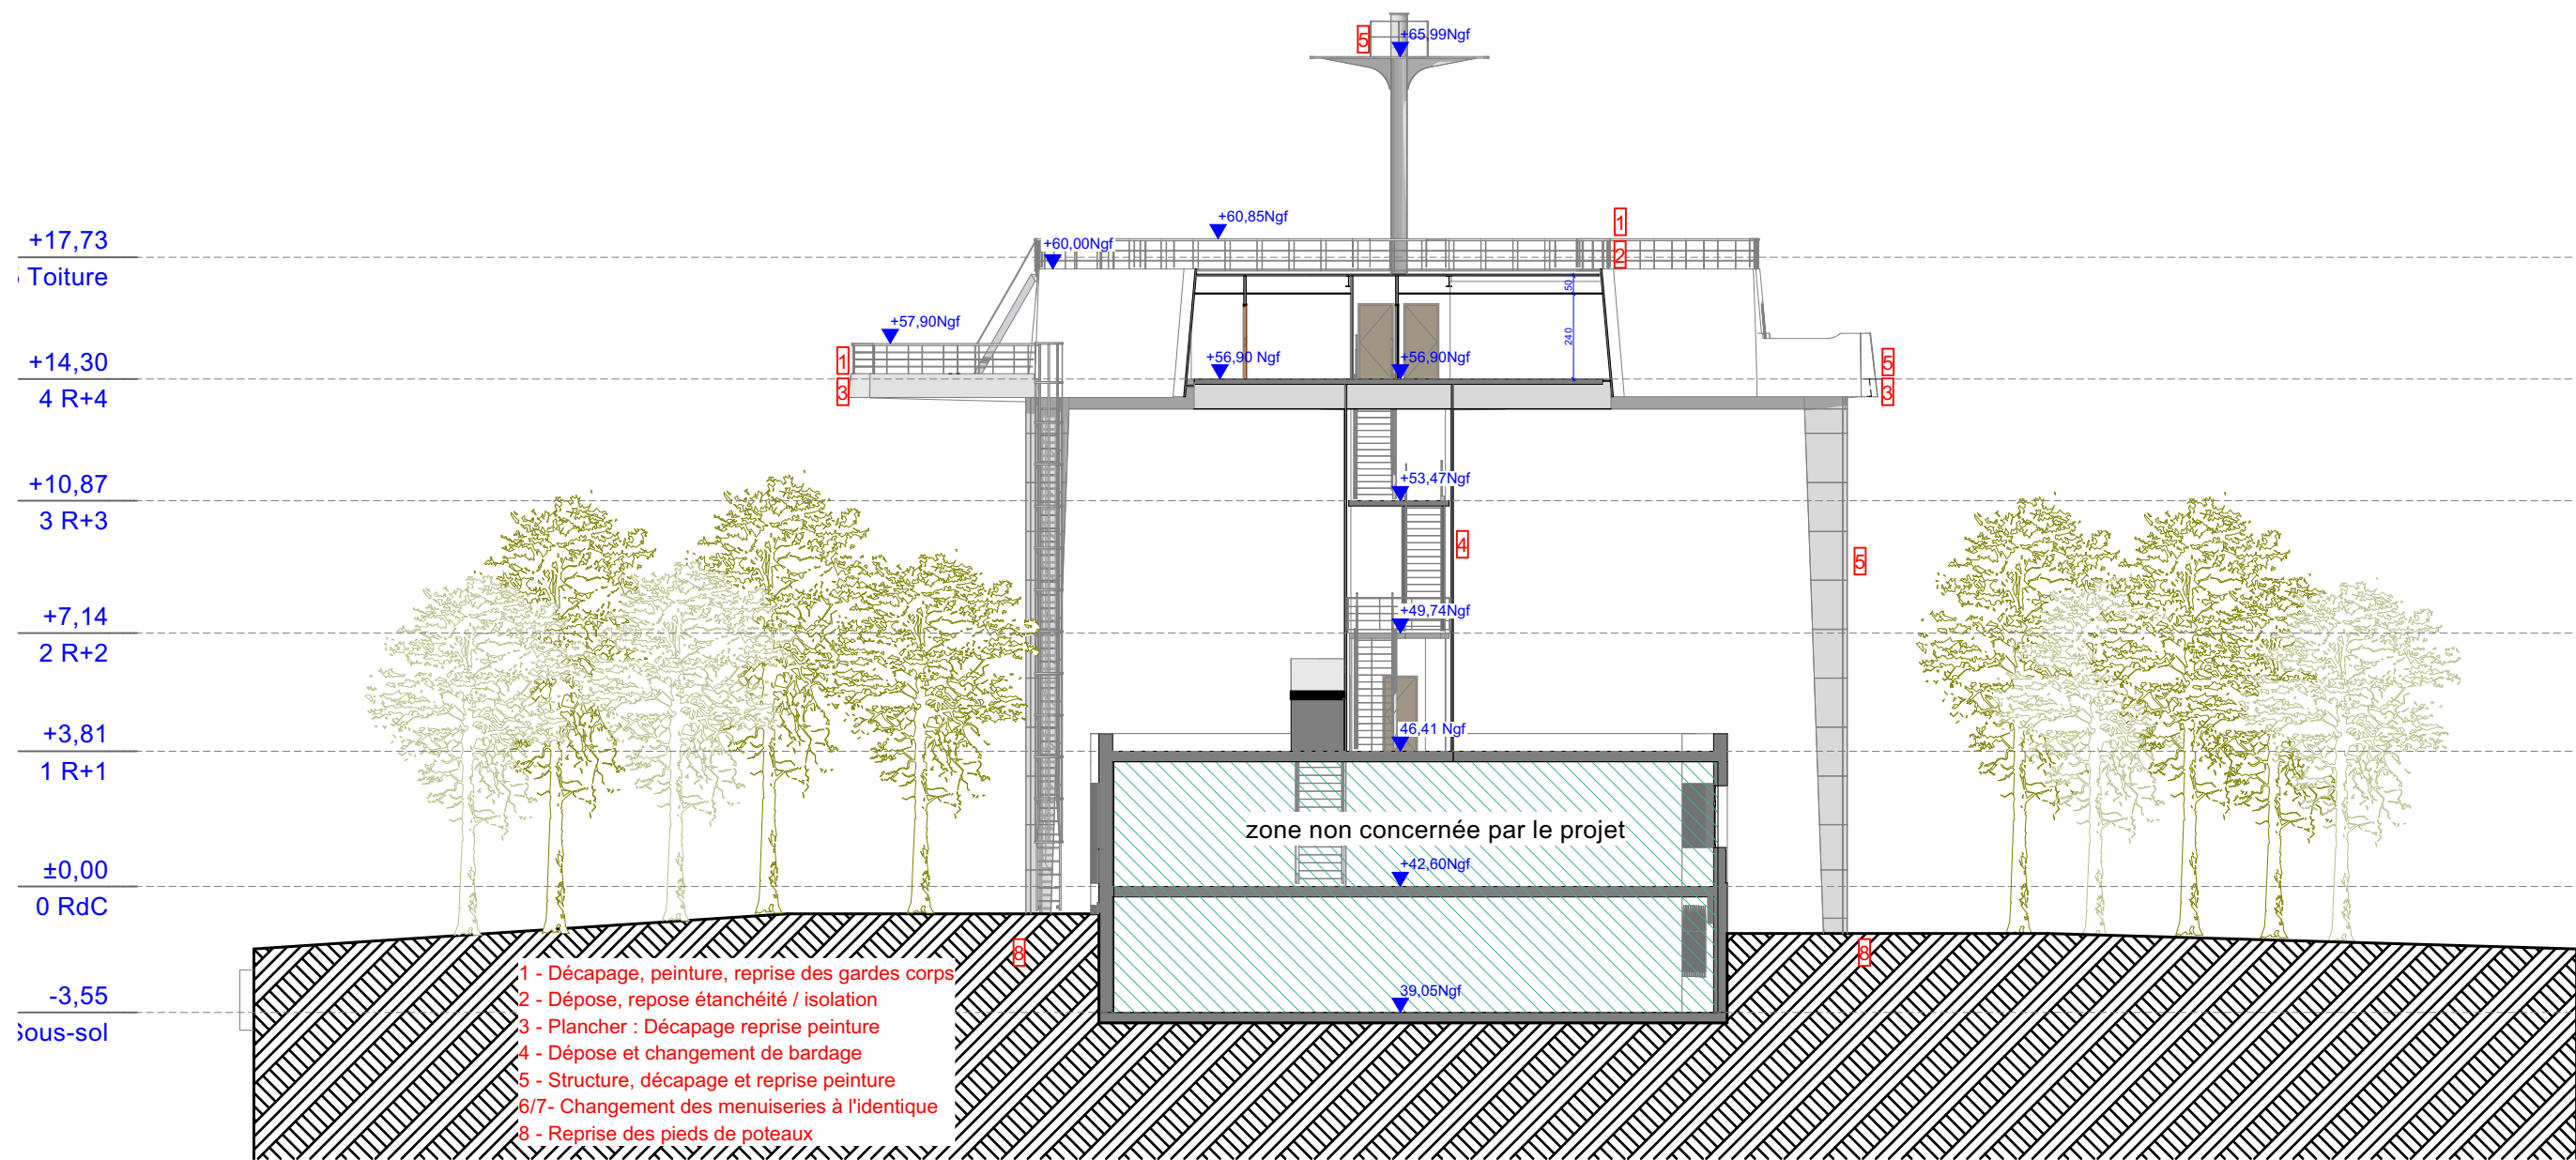 5
+65,99Ngf
+17,73
Toiture
+60,85Ngf
+60,00Ngf
1
2
50
240
+57,90Ngf
+14,30
4 R+4
1
3
+56,90 Ngf
+56,90Ngf
5
3
+10,87
3 R+3
+53,47Ngf
4
5
+7,14
2 R+2
+49,74Ngf
+3,81
1 R+1
46,41 Ngf
zone non concernée par le projet
±0,00
0 RdC
+42,60Ngf
8
8
-3,55
Sous-sol
39,05Ngf
1 - Décapage, peinture, reprise des gardes corps
2 - Dépose, repose étanchéité / isolation
3 - Plancher : Décapage reprise peinture
4 - Dépose et changement de bardage
5 - Structure, décapage et reprise peinture
6/7- Changement des menuiseries à l'identique
8 - Reprise des pieds de poteaux